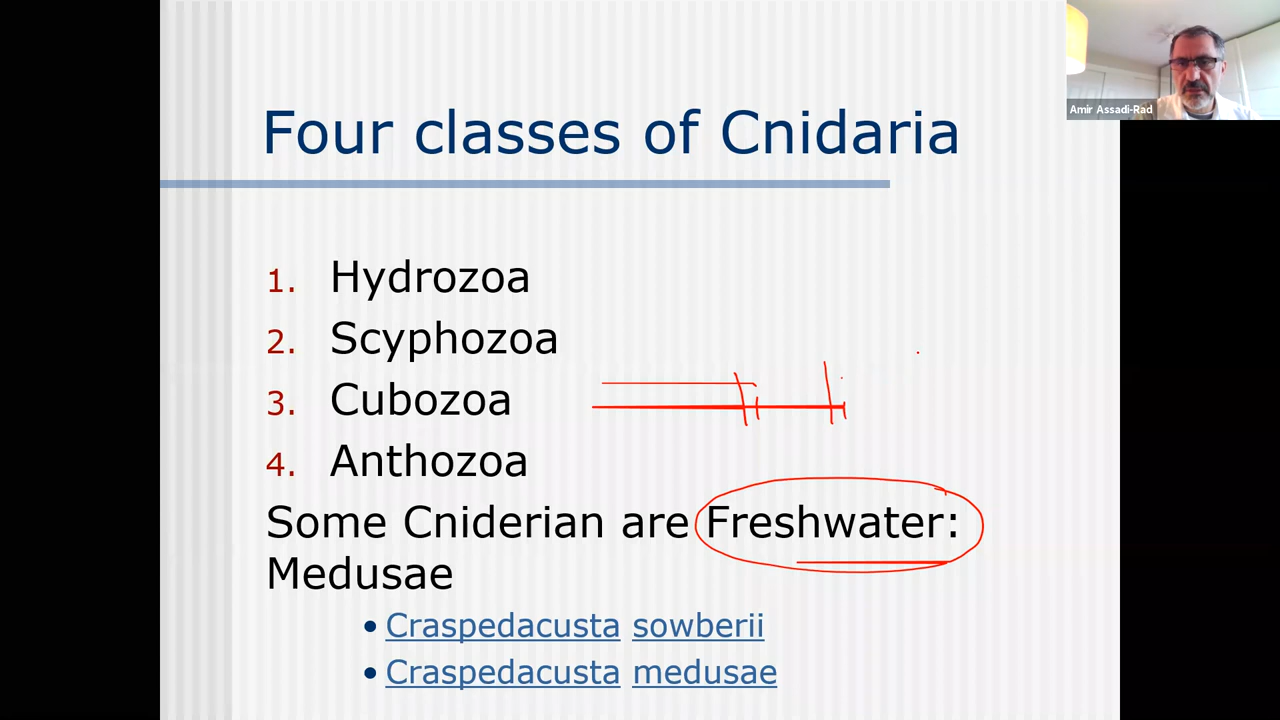 Amir Assadi-Rad
Four classes of Cnidaria
1. Hydrozoa
2. Scyphozoa
3. Cubozoa
4. Anthozoa
Some Cniderian are Freshwater:
Medusae
• Craspedacusta sowberii
• Craspedacusta medusae